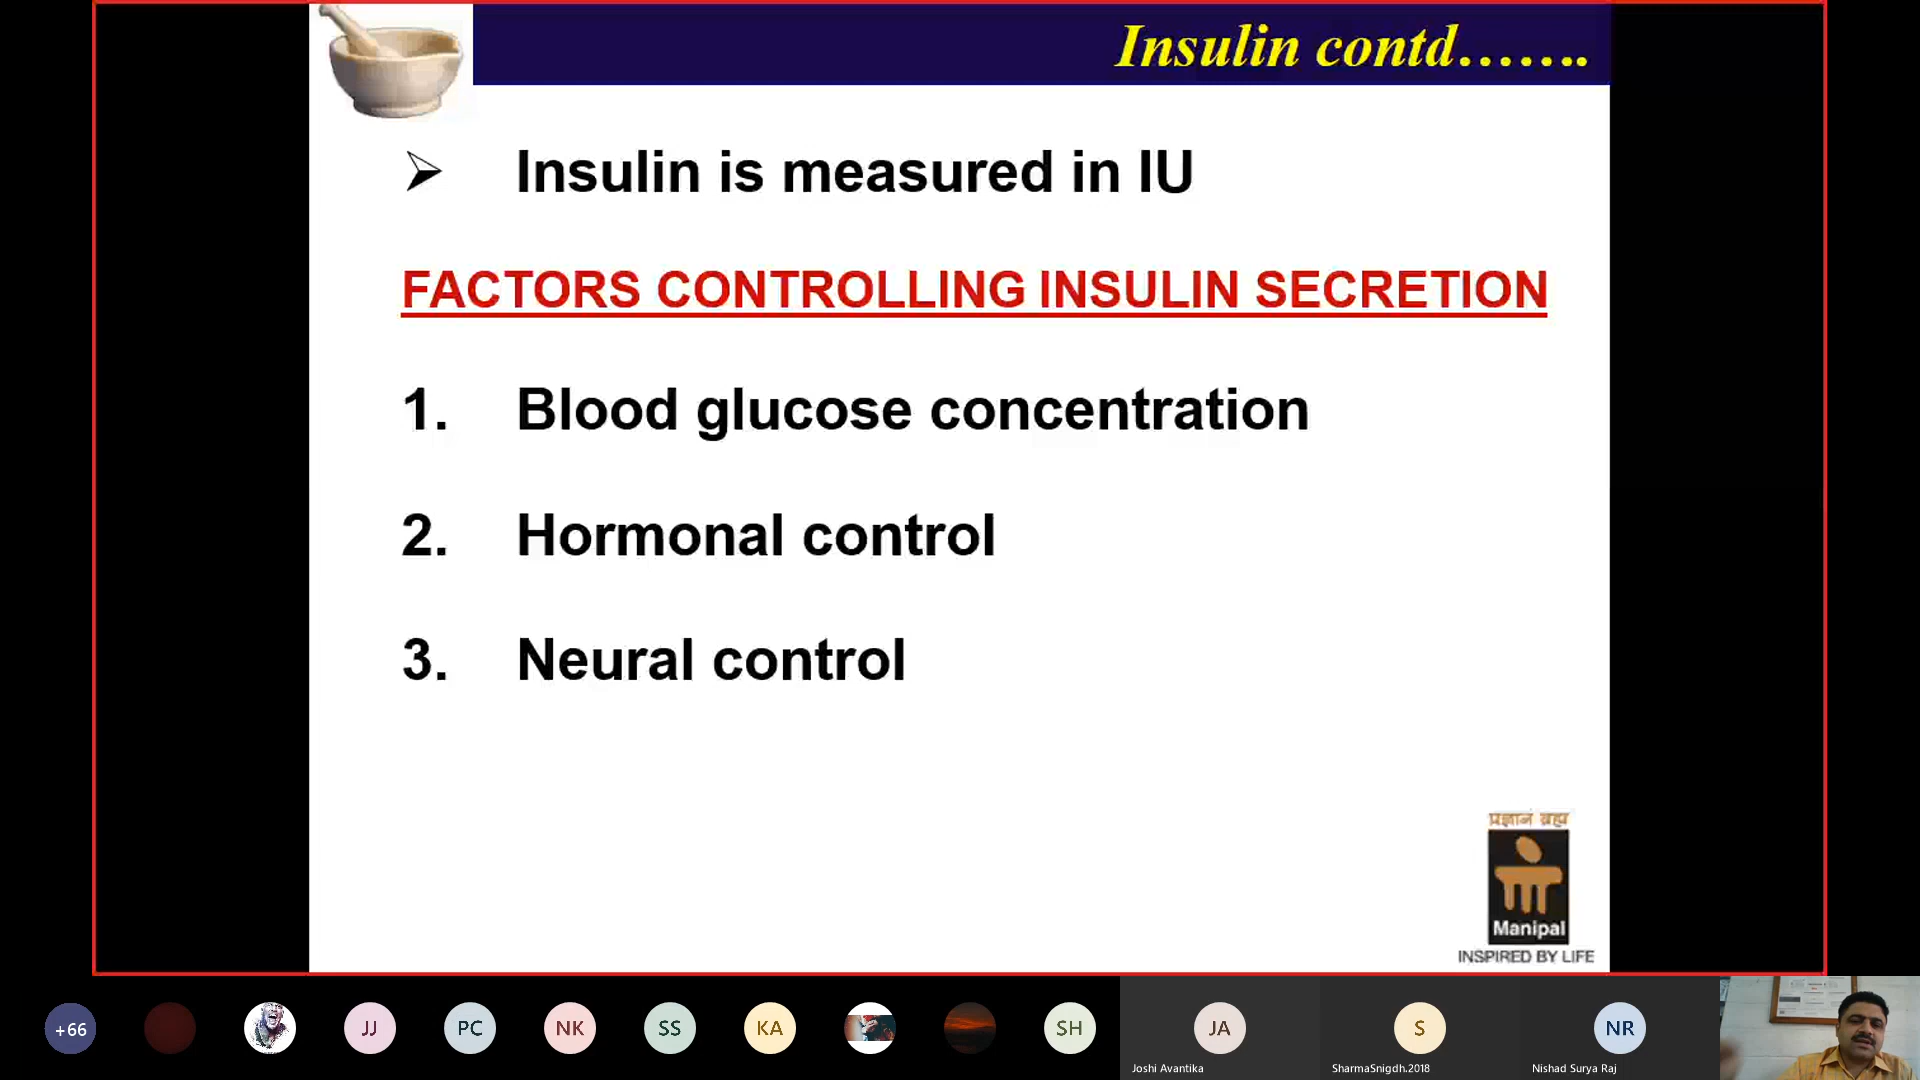 Insulin contd…….
➢ Insulin is measured in IU
FACTORS CONTROLLING INSULIN SECRETION
1. Blood glucose concentration
2. Hormonal control
3. Neural control
प्रज्ञानं ब्रह्म
Manipal
INSPIRED BY LIFE
+66
JJ
PC
NK
SS
KA
SH
JA
S
NR
Joshi Avantika
SharmaSnigdh.2018
Nishad Surya Raj